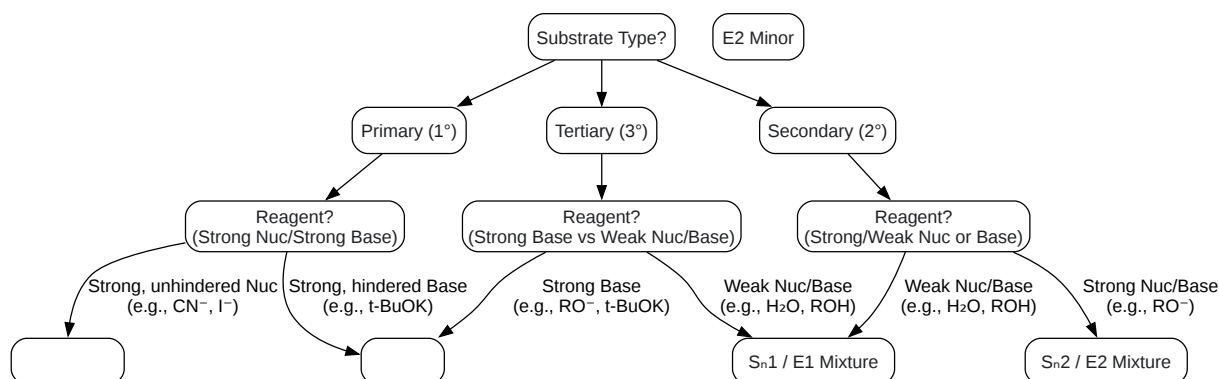 Substrate Type?
E2 Minor
Primary (1°)
Tertiary (3°)
Secondary (2°)
Reagent?
(Strong Nuc/Strong Base)
Reagent?
(Strong Base vs Weak Nuc/Base)
Reagent?
(Strong/Weak Nuc or Base)
Strong, unhindered Nuc
(e.g., CN⁻, I⁻)
Strong, hindered Base
(e.g., t-BuOK)
Strong Base
(e.g., RO⁻, t-BuOK)
Weak Nuc/Base
(e.g., H₂O, ROH)
Weak Nuc/Base
(e.g., H₂O, ROH)
Strong Nuc/Base
(e.g., RO⁻)
Sₙ1 / E1 Mixture
Sₙ2 / E2 Mixture